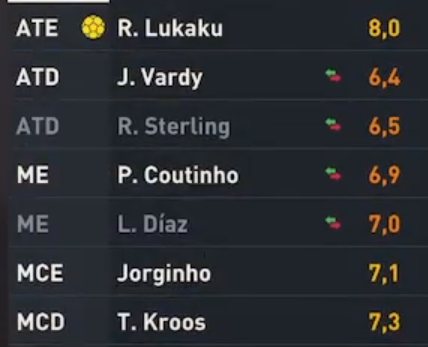 ATE R. Lukaku 8,0
ATD J. Vardy 6,4
ATD R. Sterling 6,5
ME P. Coutinho 6,9
ME L. Díaz 7,0
MCE Jorginho 7,1
MCD T. Kroos 7,3